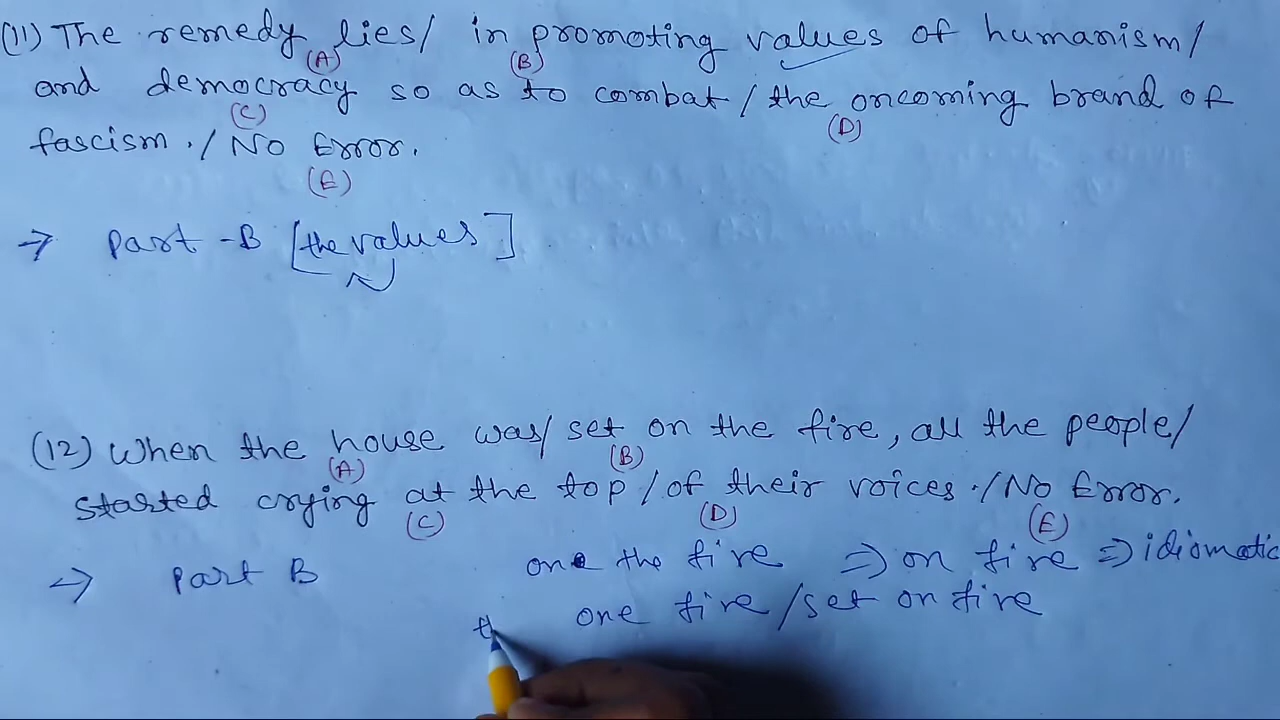 (11) The remedy lies/ in promoting values of humanism/
(A) (B)
and democracy so as to combat/the oncoming brand of
(C) (D)
fascism./No Error.
(E)
→ Part -B [the values]
(12) When the house was/ set on the fire, all the people/
(A) (B)
started crying at the top/of their voices./No Error.
(C) (D) (E)
→ Part B one the fire ⇒ on fire ⇒ idiomatic
one fire/set on fire